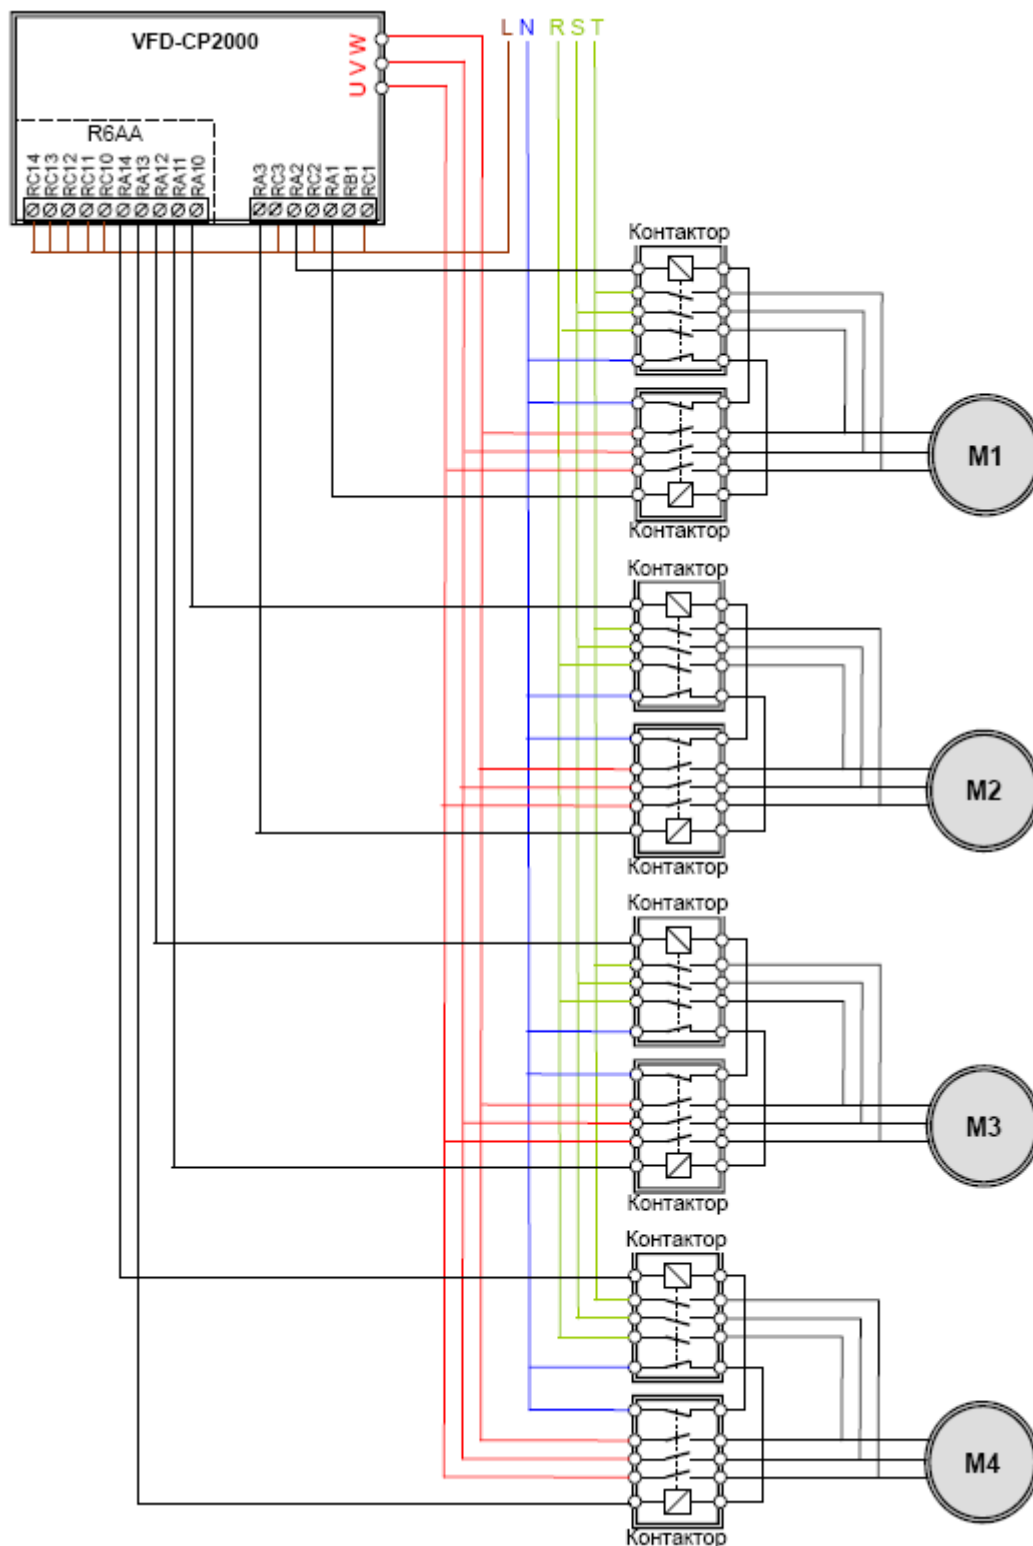 VFD-CP2000
W
V
U
L N R S T
R6AA
RC14
RC13
RC12
RC11
RC10
RA14
RA13
RA12
RA11
RA10
RA3
RC3
RA2
RC2
RA1
RB1
RC1
Контактор
M1
Контактор
Контактор
M2
Контактор
Контактор
M3
Контактор
Контактор
M4
Контактор